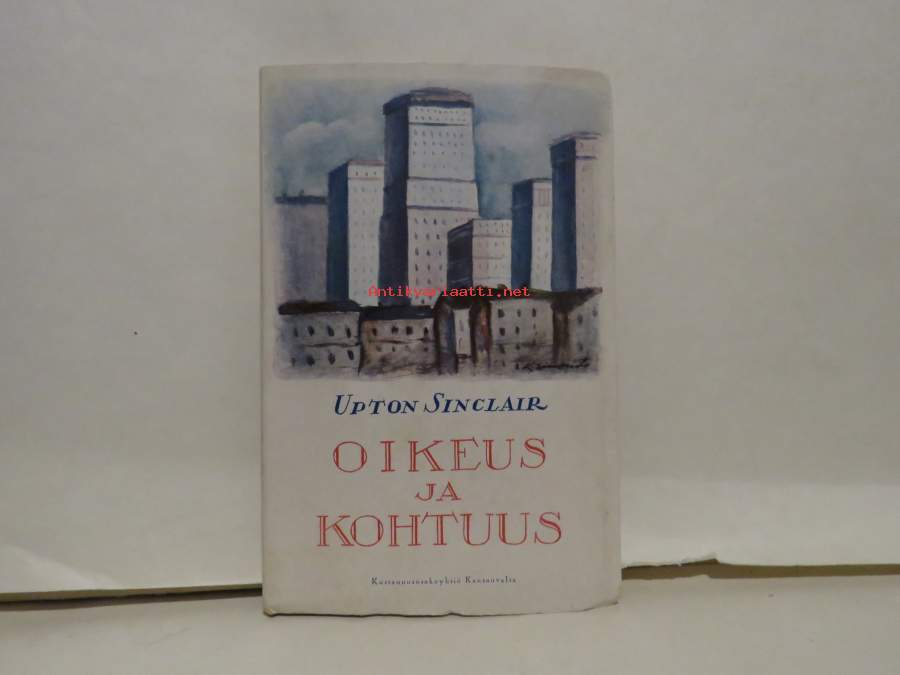 Antikvariaatti.net
UPTON SINCLAIR
OIKEUS
JA
KOHTUUS
Kustannusosakeyhtiö Kansanvalta